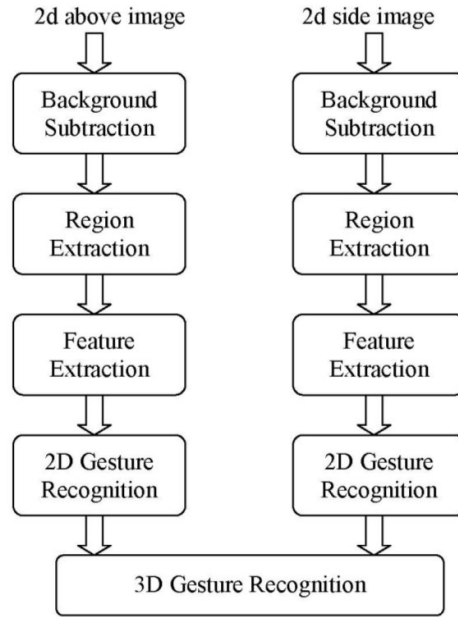 2d above image
Background
Subtraction
Region
Extraction
Feature
Extraction
2D Gesture
Recognition
2d side image
Background
Subtraction
Region
Extraction
Feature
Extraction
2D Gesture
Recognition
3D Gesture Recognition